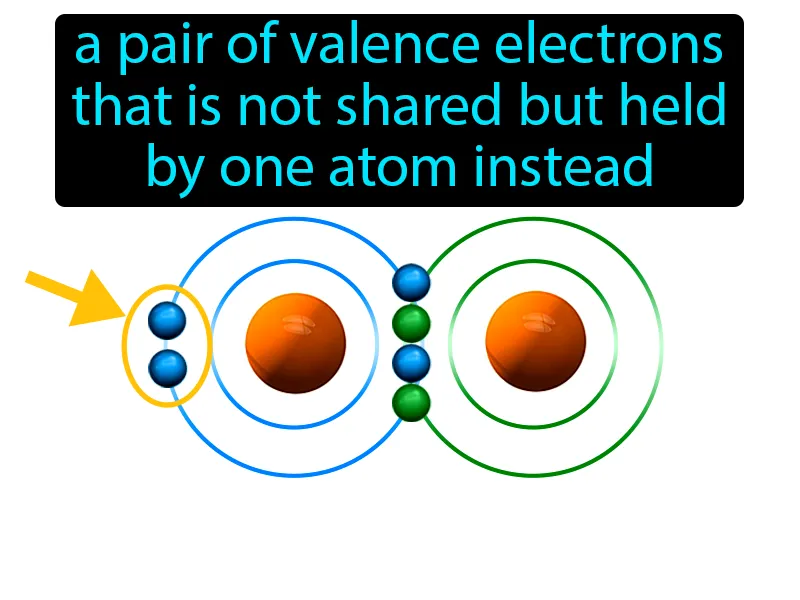 a pair of valence electrons
that is not shared but held
by one atom instead